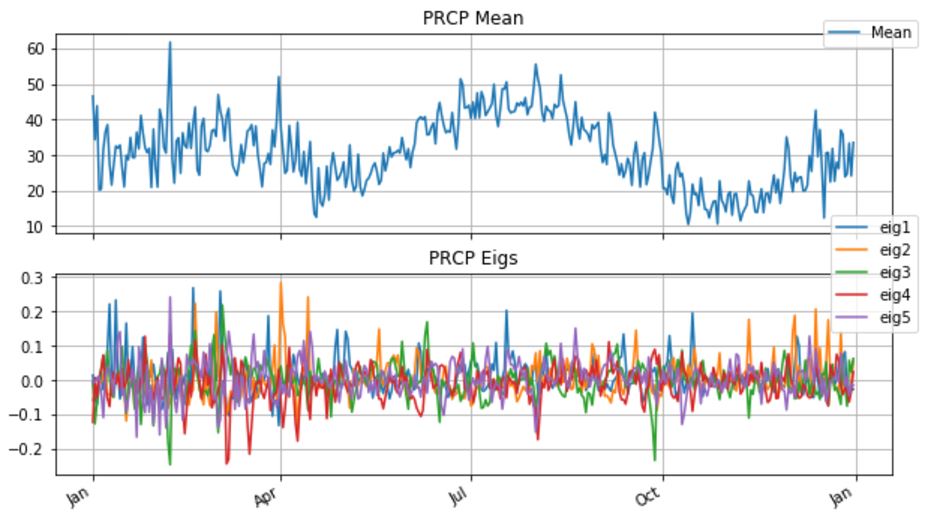 PRCP Mean
Mean
60
50
40
30
20
10
PRCP Eigs
eig1
eig2
eig3
eig4
eig5
0.3
0.2
0.1
0.0
−0.1
−0.2
Jan
Apr
Jul
Oct
Jan